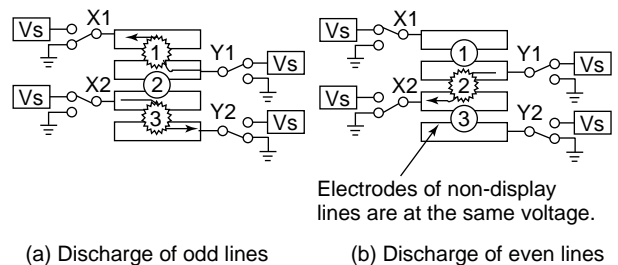 X1
Vs
1
Y1
Vs
2
X2
Vs
3
Y2
Vs
X1
Vs
1
Y1
Vs
X2
2
Vs
3
Y2
Vs
Electrodes of non-display
lines are at the same voltage.
(a) Discharge of odd lines
(b) Discharge of even lines